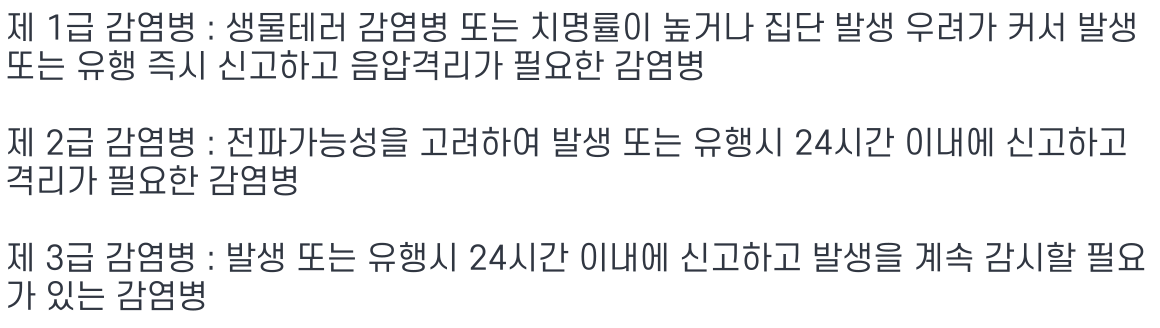 제 1급 감염병 : 생물테러 감염병 또는 치명률이 높거나 집단 발생 우려가 커서 발생
또는 유행 즉시 신고하고 음압격리가 필요한 감염병
제 2급 감염병 : 전파가능성을 고려하여 발생 또는 유행시 24시간 이내에 신고하고
격리가 필요한 감염병
제 3급 감염병 : 발생 또는 유행시 24시간 이내에 신고하고 발생을 계속 감시할 필요
가 있는 감염병